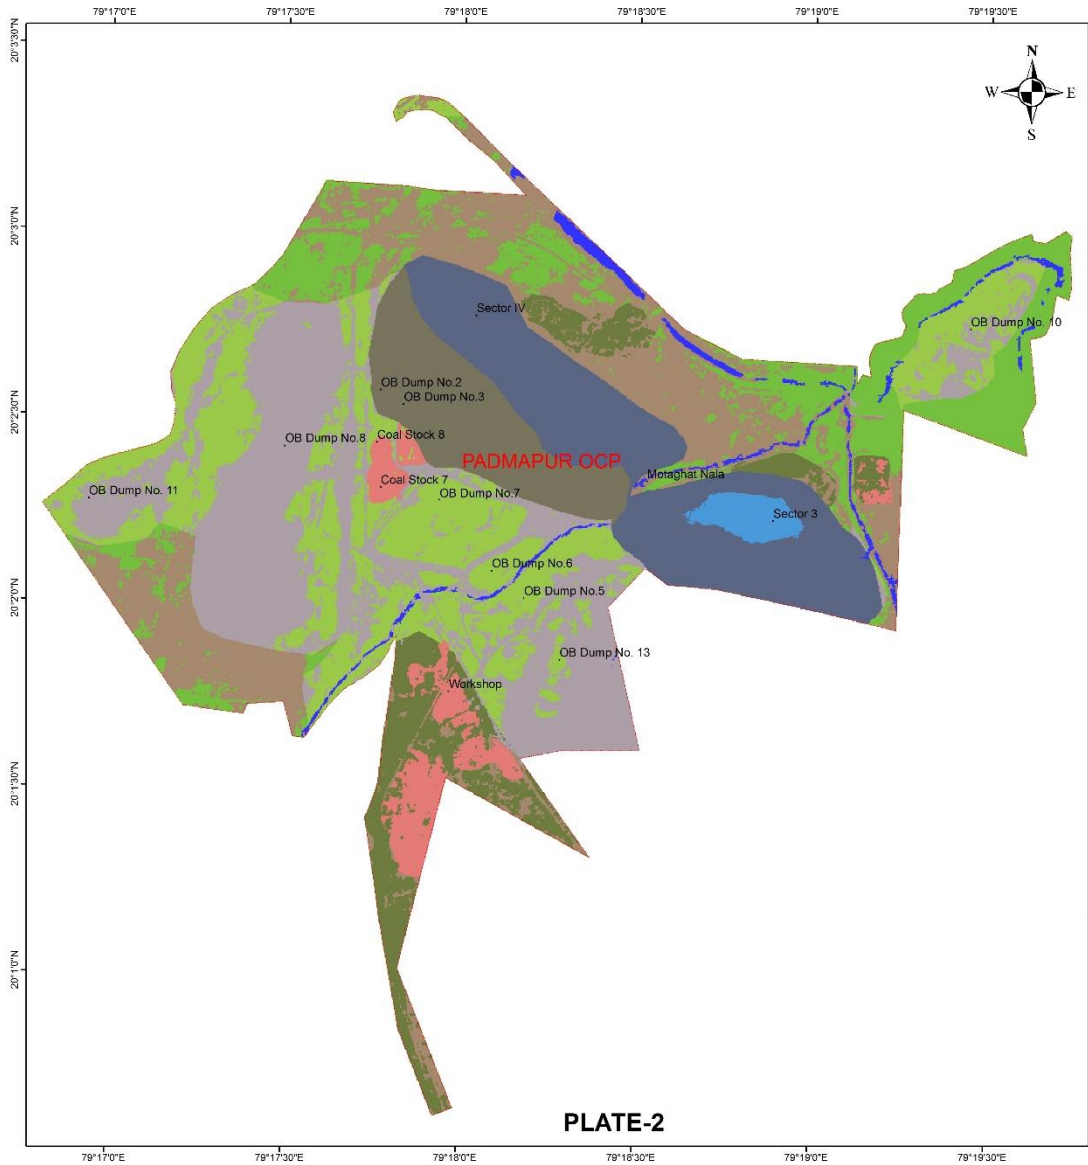 79°17'0"E
79°17'30"E
79°18'0"E
79°18'30"E
79°19'0"E
79°19'30"E
20°3'30"N
N
W
E
S
20°3'0"N
Sector IV
OB Dump No. 10
OB Dump No.2
OB Dump No.3
20°2'30"N
OB Dump No.8
Coal Stock 8
PADMAPUR OCP
Motaghat Nala
Coal Stock 7
OB Dump No. 11
OB Dump No.7
Sector 3
OB Dump No.6
20°2'0"N
OB Dump No.5
OB Dump No. 13
Workshop
20°1'30"N
20°1'0"N
PLATE-2
79°17'0"E
79°17'30"E
79°18'0"E
79°18'30"E
79°19'0"E
79°19'30"E